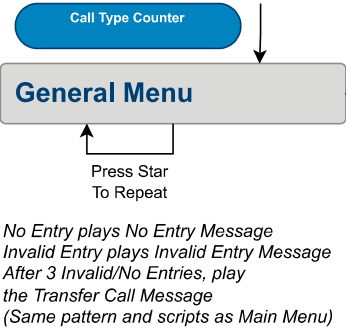 Call Type Counter
General Menu
Press Star
To Repeat
No Entry plays No Entry Message
Invalid Entry plays Invalid Entry Message
After 3 Invalid/No Entries, play
the Transfer Call Message
(Same pattern and scripts as Main Menu)